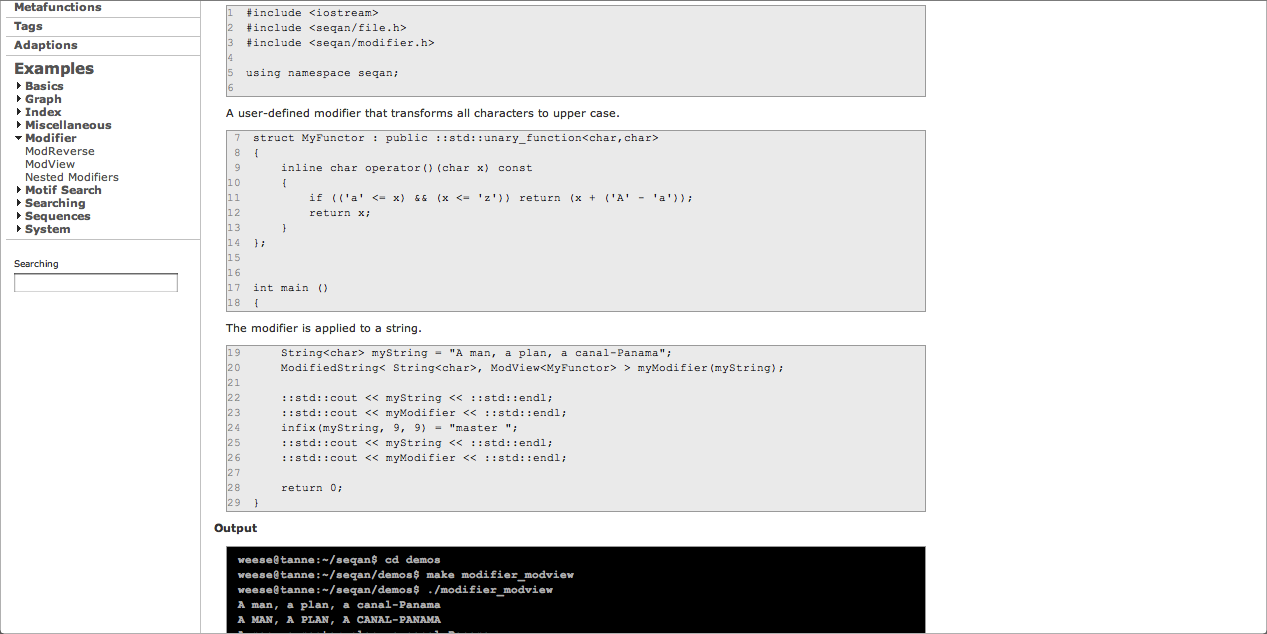 Metafunctions
Tags
Adaptions
Examples
Basics
Graph
Index
Miscellaneous
Modifier
ModReverse
ModView
Nested Modifiers
Motif Search
Searching
Sequences
System
Searching
1 #include <iostream>
2 #include <seqan/file.h>
3 #include <seqan/modifier.h>
4
5 using namespace seqan;
6
A user-defined modifier that transforms all characters to upper case.
7 struct MyFunctor : public ::std::unary_function<char,char>
8 {
9     inline char operator()(char x) const
10     {
11         if (('a' <= x) && (x <= 'z')) return (x + ('A' - 'a'));
12         return x;
13     }
14 };
15
16
17 int main ()
18 {
The modifier is applied to a string.
19     String<char> myString = "A man, a plan, a canal-Panama";
20     ModifiedString< String<char>, ModView<MyFunctor> > myModifier(myString);
21
22     ::std::cout << myString << ::std::endl;
23     ::std::cout << myModifier << ::std::endl;
24     infix(myString, 9, 9) = "master ";
25     ::std::cout << myString << ::std::endl;
26     ::std::cout << myModifier << ::std::endl;
27
28     return 0;
29 }
Output
weese@tanne:~/seqan$ cd demos
weese@tanne:~/seqan/demos$ make modifier_modview
weese@tanne:~/seqan/demos$ ./modifier_modview
A man, a plan, a canal-Panama
A MAN, A PLAN, A CANAL-PANAMA